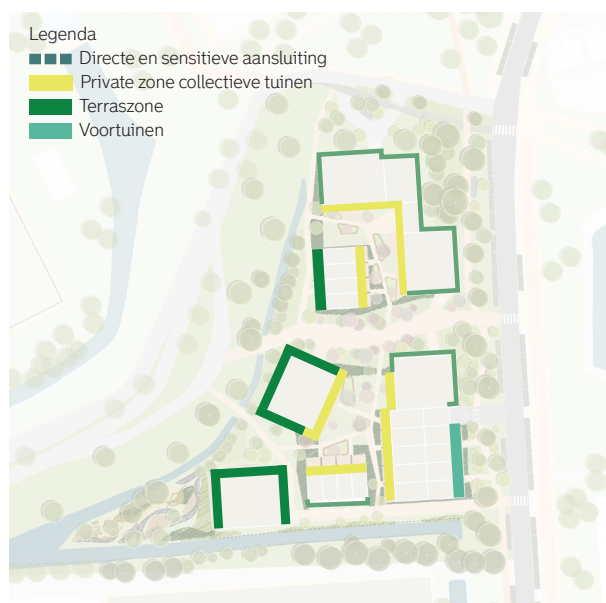 Legenda
Directe en sensitieve aansluiting
Private zone collectieve tuinen
Terraszone
Voortuinen